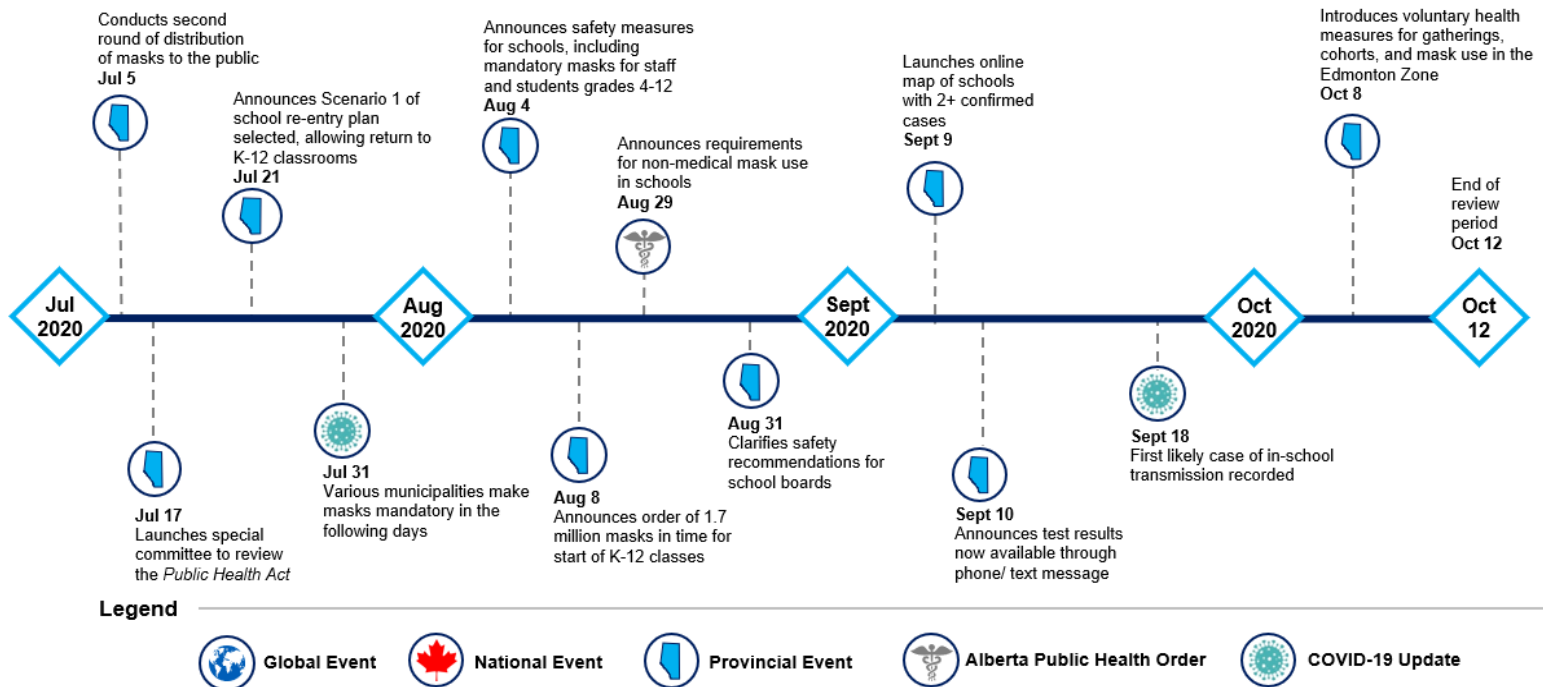 Conducts second
round of distribution
of masks to the public
Jul 5
Announces Scenario 1 of
school re-entry plan
selected, allowing return to
K-12 classrooms
Jul 21
Announces safety measures
for schools, including
mandatory masks for staff
and students grades 4-12
Aug 4
Announces requirements
for non-medical mask use
in schools
Aug 29
Launches online
map of schools
with 2+ confirmed
cases
Sept 9
Introduces voluntary health
measures for gatherings,
cohorts, and mask use in the
Edmonton Zone
Oct 8
End of
review
period
Oct 12
Jul
2020
Aug
2020
Sept
2020
Oct
2020
Oct
12
Jul 17
Launches special
committee to review
the Public Health Act
Jul 31
Various municipalities make
masks mandatory in the
following days
Aug 8
Announces order of 1.7
million masks in time for
start of K-12 classes
Aug 31
Clarifies safety
recommendations for
school boards
Sept 10
Announces test results
now available through
phone/ text message
Sept 18
First likely case of in-school
transmission recorded
Legend
Global Event
National Event
Provincial Event
Alberta Public Health Order
COVID-19 Update